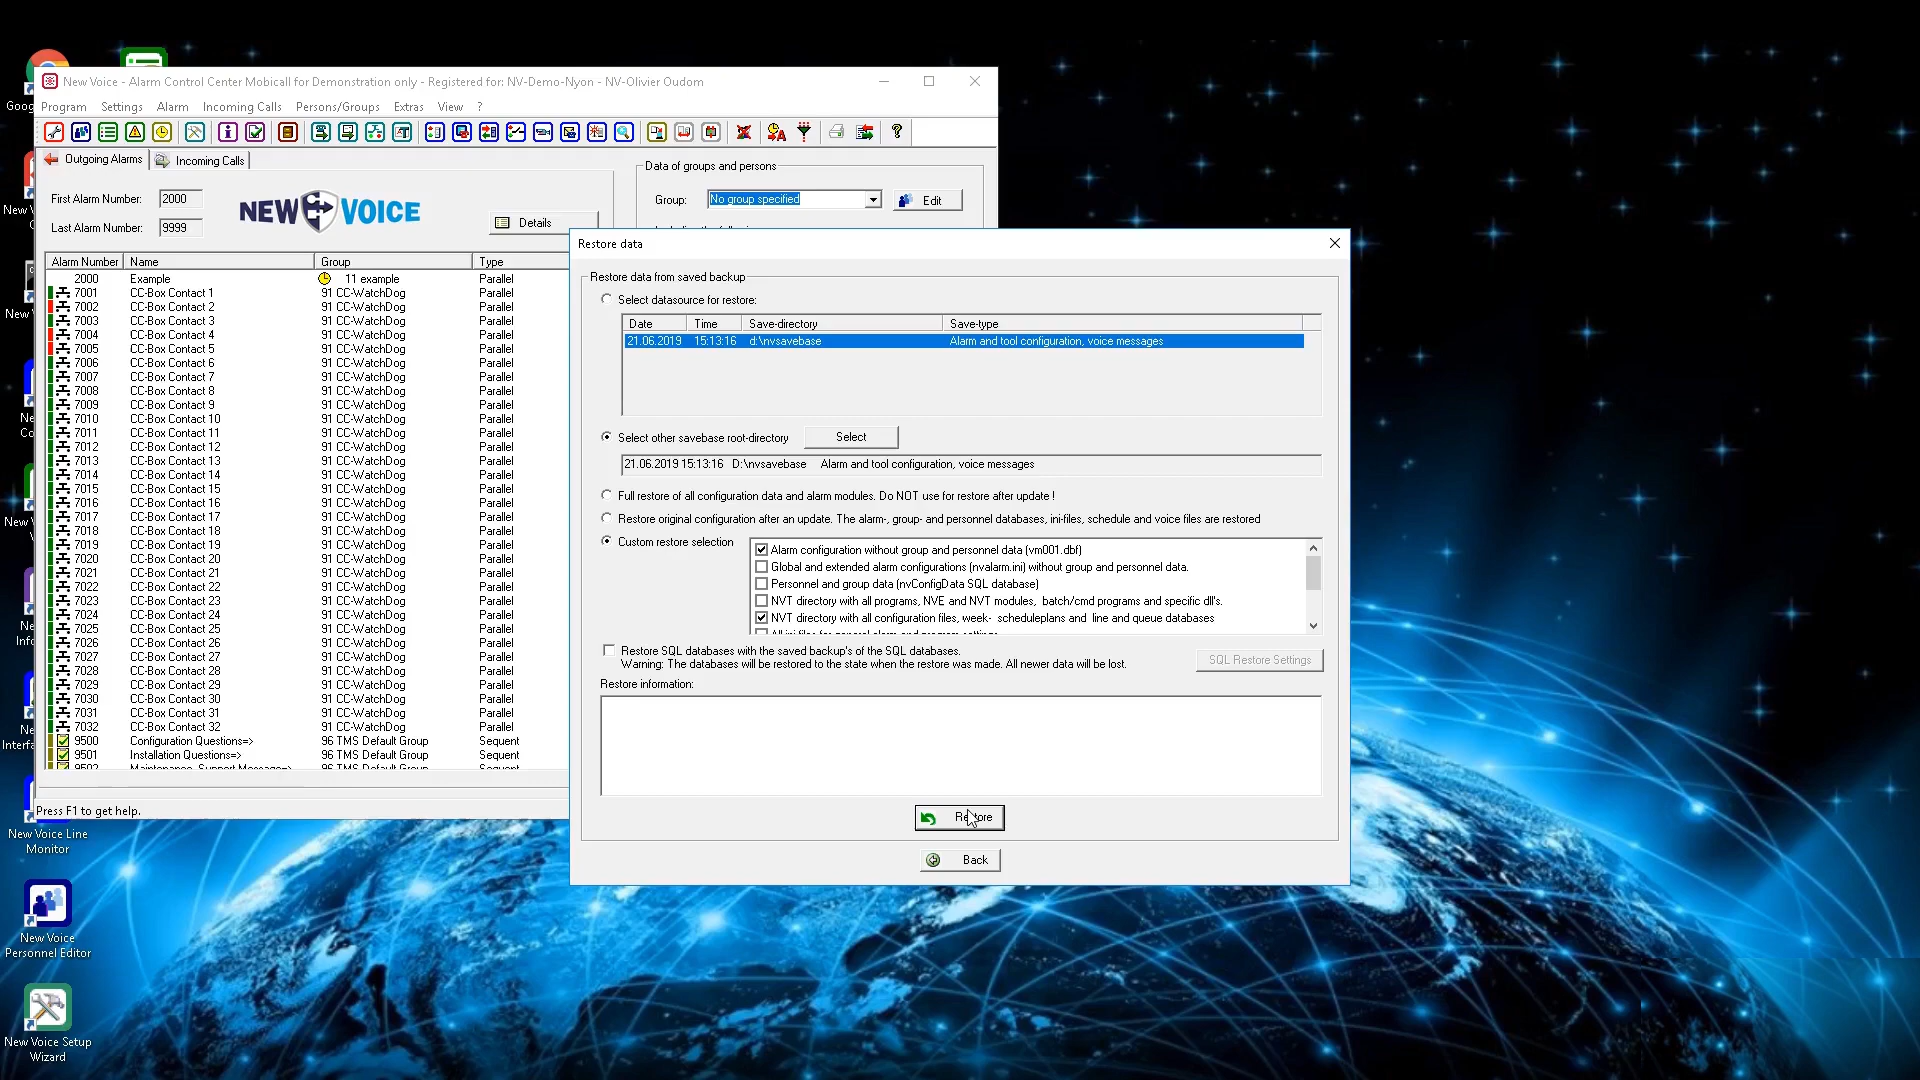 New Voice - Alarm Control Center Mobicall for Demonstration only - Registered for: NV-Demo-Nyon - NV-Olivier Oudom
Program Settings Alarm Incoming Calls Persons/Groups Extras View ?
Outgoing Alarms Incoming Calls
First Alarm Number: 2000
Last Alarm Number: 9999
NEW VOICE
Details
Data of groups and persons
Group: No group specified Edit
Alarm Number Name Group Type
2000 Example 11 example Parallel
7001 CC-Box Contact 1 91 CC-WatchDog Parallel
7002 CC-Box Contact 2 91 CC-WatchDog Parallel
7003 CC-Box Contact 3 91 CC-WatchDog Parallel
7004 CC-Box Contact 4 91 CC-WatchDog Parallel
7005 CC-Box Contact 5 91 CC-WatchDog Parallel
7006 CC-Box Contact 6 91 CC-WatchDog Parallel
7007 CC-Box Contact 7 91 CC-WatchDog Parallel
7008 CC-Box Contact 8 91 CC-WatchDog Parallel
7009 CC-Box Contact 9 91 CC-WatchDog Parallel
7010 CC-Box Contact 10 91 CC-WatchDog Parallel
7011 CC-Box Contact 11 91 CC-WatchDog Parallel
7012 CC-Box Contact 12 91 CC-WatchDog Parallel
7013 CC-Box Contact 13 91 CC-WatchDog Parallel
7014 CC-Box Contact 14 91 CC-WatchDog Parallel
7015 CC-Box Contact 15 91 CC-WatchDog Parallel
7016 CC-Box Contact 16 91 CC-WatchDog Parallel
7017 CC-Box Contact 17 91 CC-WatchDog Parallel
7018 CC-Box Contact 18 91 CC-WatchDog Parallel
7019 CC-Box Contact 19 91 CC-WatchDog Parallel
7020 CC-Box Contact 20 91 CC-WatchDog Parallel
7021 CC-Box Contact 21 91 CC-WatchDog Parallel
7022 CC-Box Contact 22 91 CC-WatchDog Parallel
7023 CC-Box Contact 23 91 CC-WatchDog Parallel
7024 CC-Box Contact 24 91 CC-WatchDog Parallel
7025 CC-Box Contact 25 91 CC-WatchDog Parallel
7026 CC-Box Contact 26 91 CC-WatchDog Parallel
7027 CC-Box Contact 27 91 CC-WatchDog Parallel
7028 CC-Box Contact 28 91 CC-WatchDog Parallel
7029 CC-Box Contact 29 91 CC-WatchDog Parallel
7030 CC-Box Contact 30 91 CC-WatchDog Parallel
7031 CC-Box Contact 31 91 CC-WatchDog Parallel
7032 CC-Box Contact 32 91 CC-WatchDog Parallel
9500 Configuration Questions=> 96 TMS Default Group Sequent
9501 Installation Questions=> 96 TMS Default Group Sequent
9502 Maintenance, Support Message=> 96 TMS Default Group Sequent
Press F1 to get help.
Restore data
Restore data from saved backup
Select datasource for restore:
Date Time Save-directory Save-type
21.06.2019 15:13:16 d:\nvsavebase Alarm and tool configuration, voice messages
Select other savebase root-directory Select
21.06.2019 15:13:16 D:\nvsavebase Alarm and tool configuration, voice messages
Full restore of all configuration data and alarm modules. Do NOT use for restore after update !
Restore original configuration after an update. The alarm-, group- and personnel databases, ini-files, schedule and voice files are restored
Custom restore selection
Alarm configuration without group and personnel data (vm001.dbf)
Global and extended alarm configurations (nvalarm.ini) without group and personnel data.
Personnel and group data (nvConfigData SQL database)
NVT directory with all programs, NVE and NVT modules, batch/cmd programs and specific dll's.
NVT directory with all configuration files, week- scheduleplans and line and queue databases
All ini files for general alarm and program settings
Restore SQL databases with the saved backup's of the SQL databases.
Warning: The databases will be restored to the state when the restore was made. All newer data will be lost.
SQL Restore Settings
Restore information:
Restore
Back
Goog
New V
New V
Ne
Co
New V
Ne
Info
Ne
Interfa
New Voice Line
Monitor
New Voice
Personnel Editor
New Voice Setup
Wizard